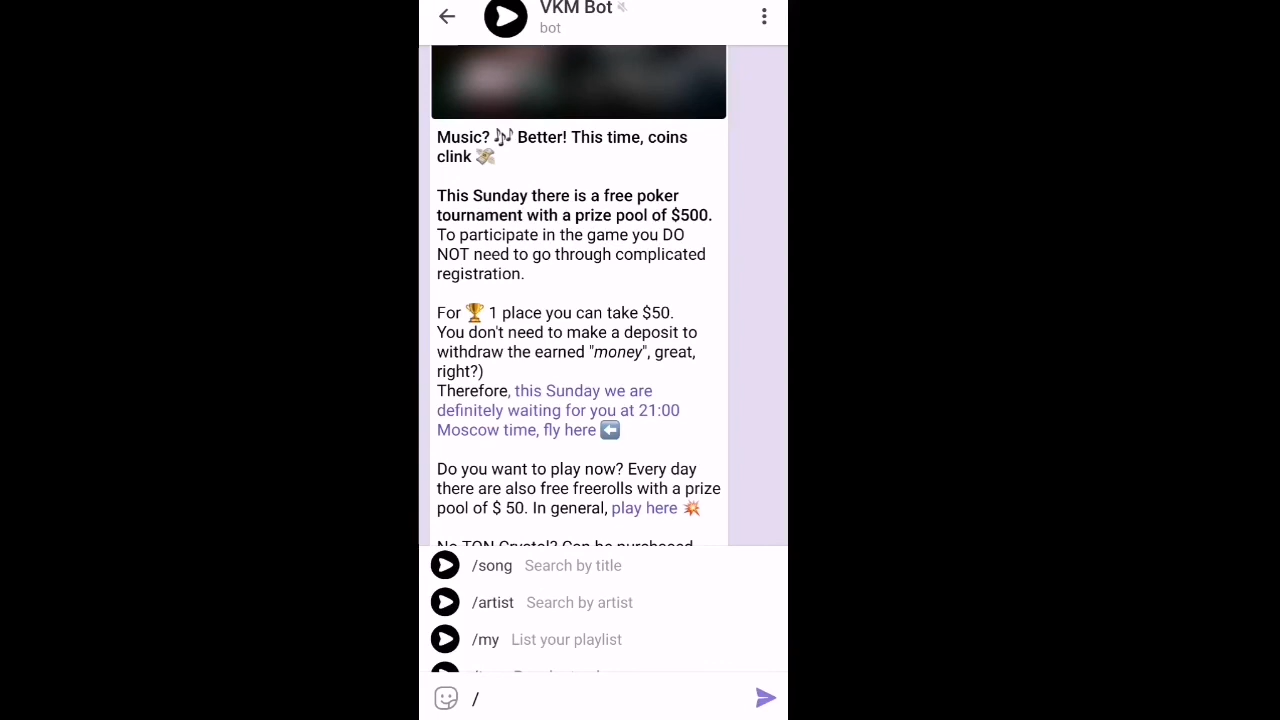 VKM Bot
bot
Music? 🎶 Better! This time, coins
clink 💸
This Sunday there is a free poker
tournament with a prize pool of $500.
To participate in the game you DO
NOT need to go through complicated
registration.
For 🏆 1 place you can take $50.
You don't need to make a deposit to
withdraw the earned "money", great,
right?)
Therefore, this Sunday we are
definitely waiting for you at 21:00
Moscow time, fly here ⬅️
Do you want to play now? Every day
there are also free freerolls with a prize
pool of $ 50. In general, play here 💥
No TON Crystal? Can be purchased
/song Search by title
/artist Search by artist
/my List your playlist
/